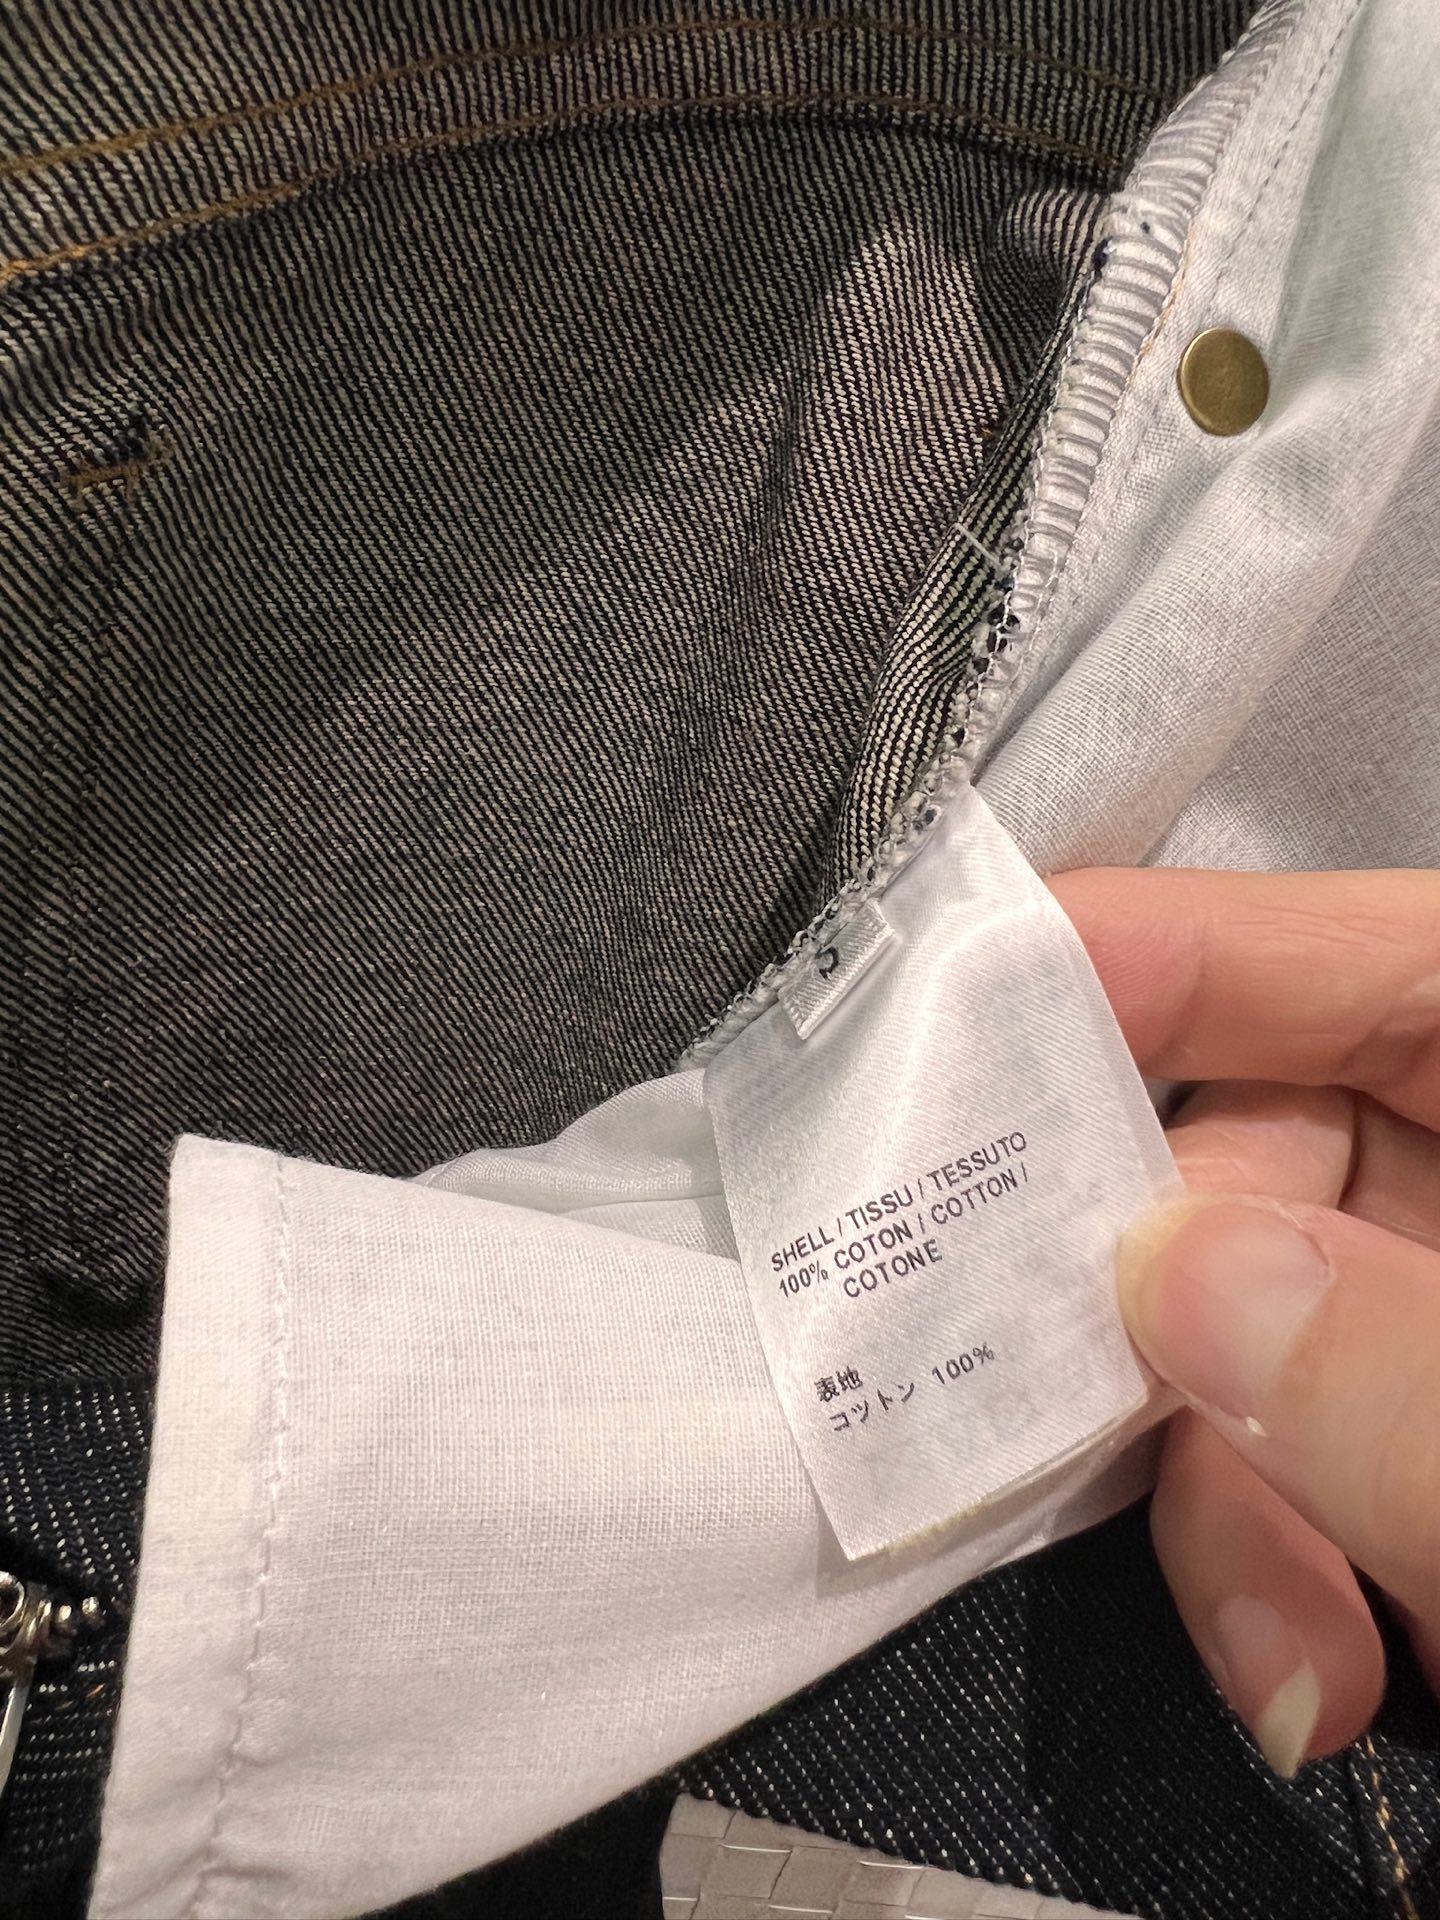 SHELL / TISSU / TESSUTO
100% COTON / COTTON /
COTONE
表地
コットン 100%